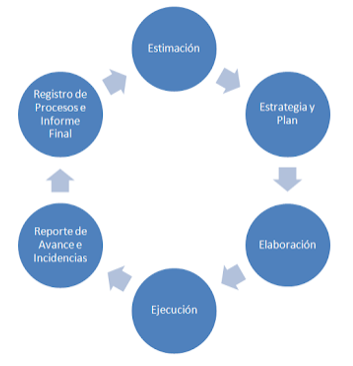 Estimación
Estrategia y
Plan
Elaboración
Ejecución
Reporte de
Avance e
Incidencias
Registro de
Procesos e
Informe
Final